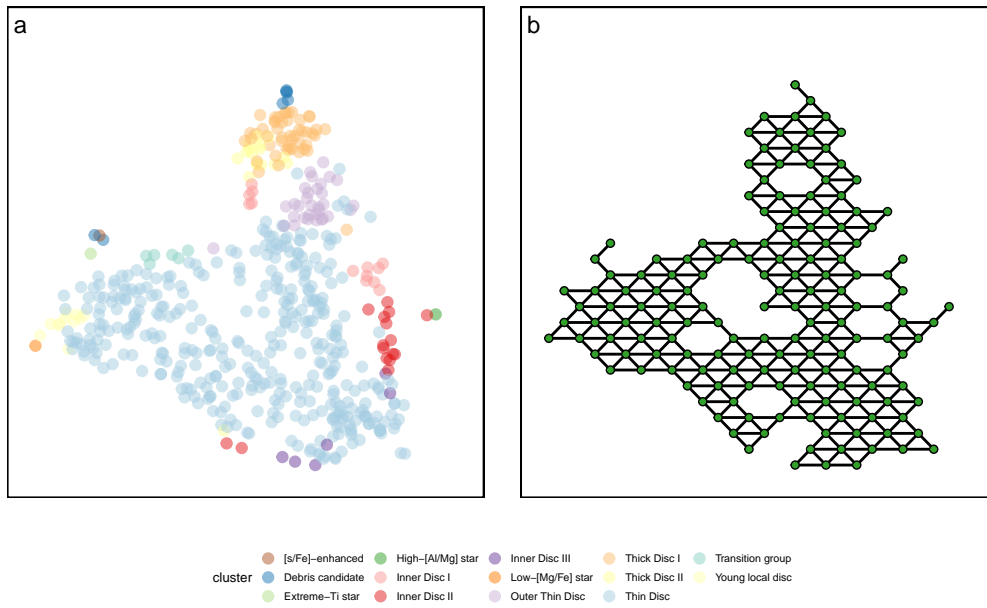 a
b
cluster
[s/Fe]−enhanced
High−[Al/Mg] star
Inner Disc III
Thick Disc I
Transition group
Debris candidate
Inner Disc I
Low−[Mg/Fe] star
Thick Disc II
Young local disc
Extreme−Ti star
Inner Disc II
Outer Thin Disc
Thin Disc